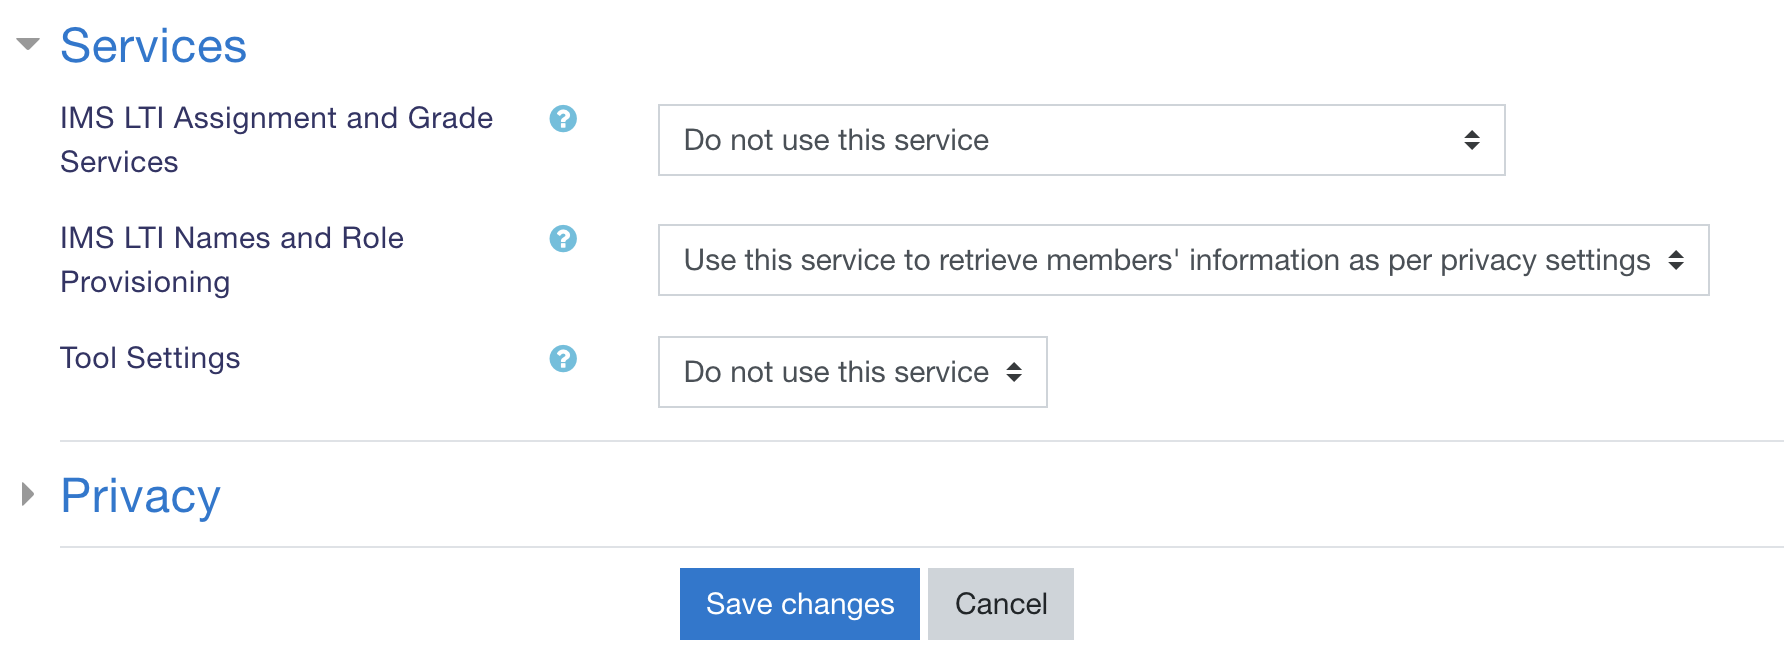 Services
IMS LTI Assignment and Grade
Services
Do not use this service
IMS LTI Names and Role
Provisioning
Use this service to retrieve members' information as per privacy settings
Tool Settings
Do not use this service
Privacy
Save changes
Cancel